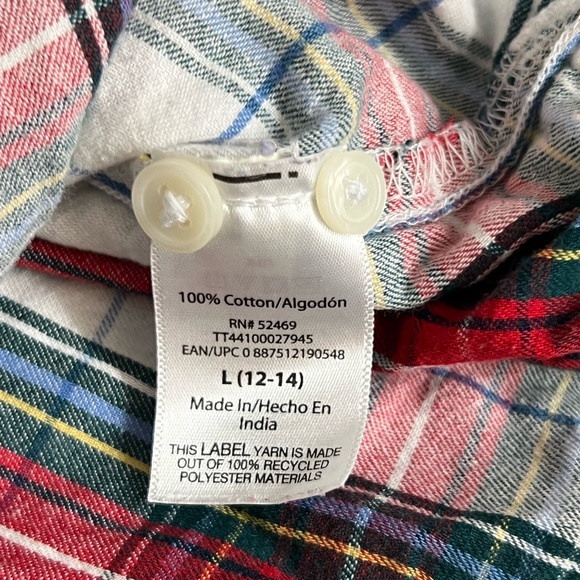 100% Cotton/Algodón
RN# 52469
TT44100027945
EAN/UPC 0 887512190548
L (12-14)
Made In/Hecho En
India
THIS LABEL YARN IS MADE
OUT OF 100% RECYCLED
POLYESTER MATERIALS